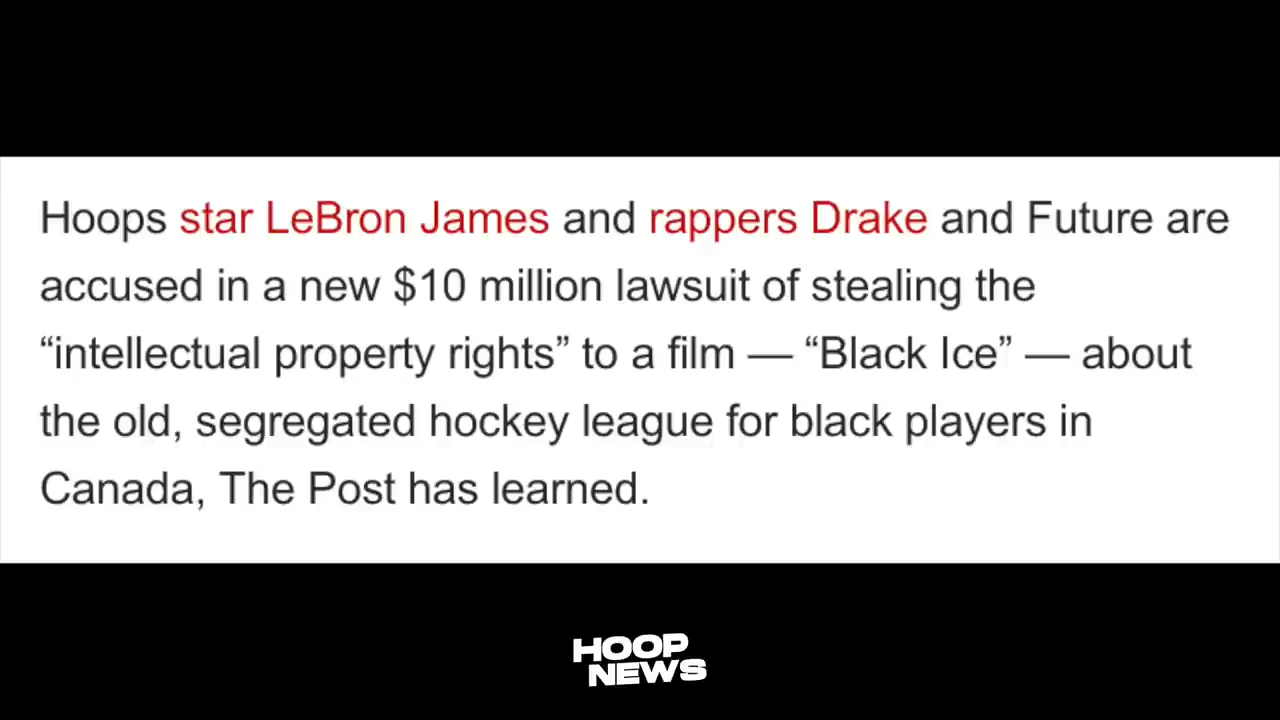 Hoops star LeBron James and rappers Drake and Future are
accused in a new $10 million lawsuit of stealing the
“intellectual property rights” to a film — “Black Ice” — about
the old, segregated hockey league for black players in
Canada, The Post has learned.
HOOP
NEWS